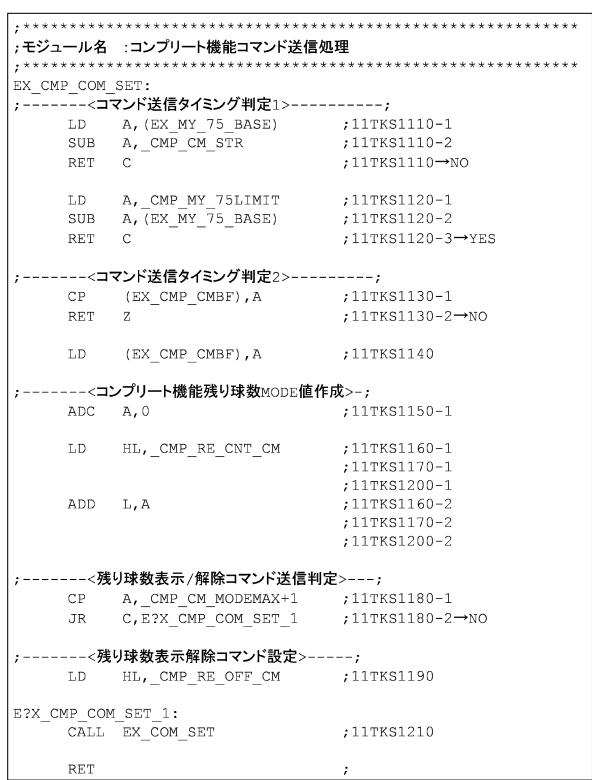 ;************************************************************
;モジュール名　:コンプリート機能コマンド送信処理
;************************************************************
EX_CMP_COM_SET:
;-------<コマンド送信タイミング判定1>----------;
LD A,(EX_MY_75_BASE) ;11TKS1110-1
SUB A,_CMP_CM_STR ;11TKS1110-2
RET C ;11TKS1110→NO
LD A,_CMP_MY_75LIMIT ;11TKS1120-1
SUB A,(EX_MY_75_BASE) ;11TKS1120-2
RET C ;11TKS1120-3→YES
;-------<コマンド送信タイミング判定2>---------;
CP (EX_CMP_CMBF),A ;11TKS1130-1
RET Z ;11TKS1130-2→NO
LD (EX_CMP_CMBF),A ;11TKS1140
;-------<コンプリート機能残り球数MODE値作成>-;
ADC A,0 ;11TKS1150-1
LD HL,_CMP_RE_CNT_CM ;11TKS1160-1
;11TKS1170-1
;11TKS1200-1
ADD L,A ;11TKS1160-2
;11TKS1170-2
;11TKS1200-2
;-------<残り球数表示/解除コマンド送信判定>---;
CP A,_CMP_CM_MODEMAX+1 ;11TKS1180-1
JR C,E?X_CMP_COM_SET_1 ;11TKS1180-2→NO
;-------<残り球数表示解除コマンド設定>-----;
LD HL,_CMP_RE_OFF_CM ;11TKS1190
E?X_CMP_COM_SET_1:
CALL EX_COM_SET ;11TKS1210
RET ;